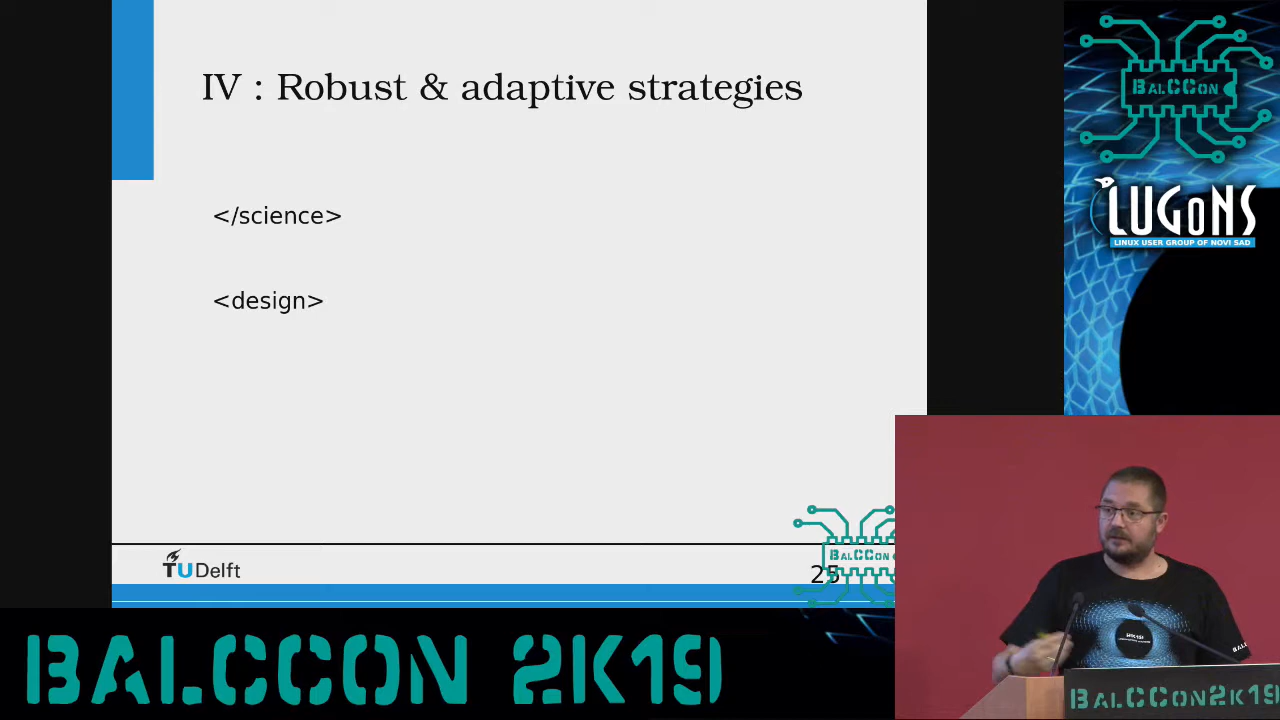 IV : Robust & adaptive strategies
</science>
<design>
TUDelft
25
BALCCON
BALCCON
LUGONS
LINUX USER GROUP OF NOVI SAD
BALCCON 2K19
BALCCON2K19